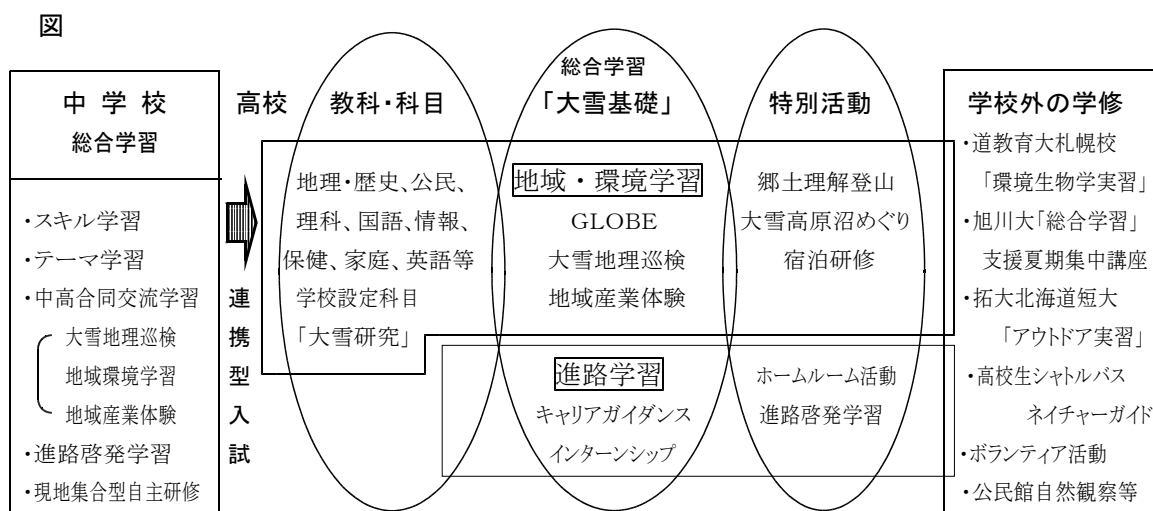 図
中 学 校
総合学習
・スキル学習
・テーマ学習
・中高合同交流学習
大雪地理巡検
地域環境学習
地域産業体験
・進路啓発学習
・現地集合型自主研修
高校
連携型入試
教科・科目
地理・歴史、公民、
理科、国語、情報、
保健、家庭、英語等
学校設定科目
「大雪研究」
総合学習
「大雪基礎」
地域・環境学習
GLOBE
大雪地理巡検
地域産業体験
進路学習
キャリアガイダンス
インターンシップ
特別活動
郷土理解登山
大雪高原沼めぐり
宿泊研修
ホームルーム活動
進路啓発学習
学校外の学修
・道教育大札幌校
「環境生物学実習」
・旭川大「総合学習」
支援夏期集中講座
・拓大北海道短大
「アウトドア実習」
・高校生シャトルバス
ネイチャーガイド
・ボランティア活動
・公民館自然観察等